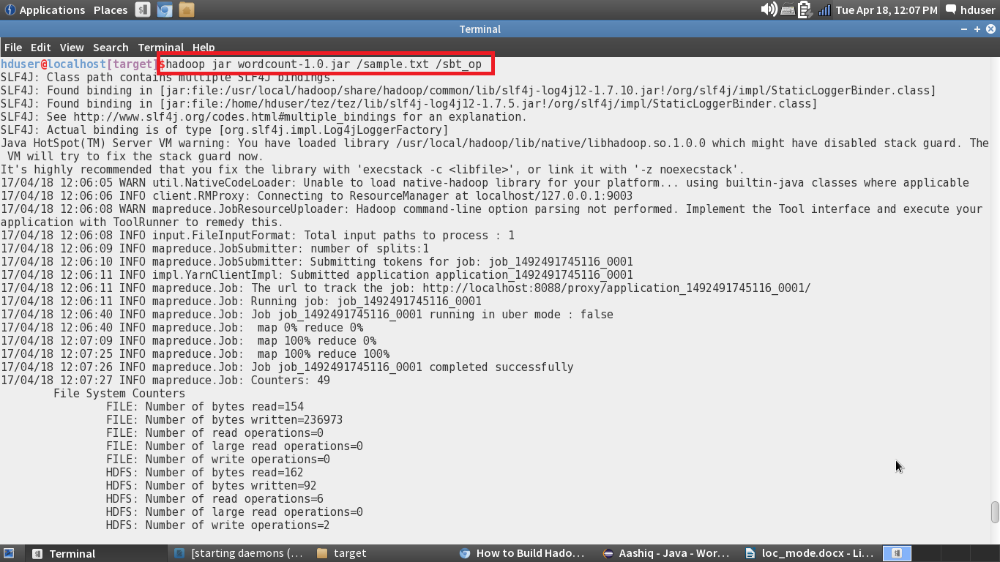 Applications Places Tue Apr 18, 12:07 PM hduser
Terminal
File Edit View Search Terminal Help
hduser@localhost[target]$hadoop jar wordcount-1.0.jar /sample.txt /sbt_op
SLF4J: Class path contains multiple SLF4J bindings.
SLF4J: Found binding in [jar:file:/usr/local/hadoop/share/hadoop/common/lib/slf4j-log4j12-1.7.10.jar!/org/slf4j/impl/StaticLoggerBinder.class]
SLF4J: Found binding in [jar:file:/home/hduser/tez/tez/lib/slf4j-log4j12-1.7.5.jar!/org/slf4j/impl/StaticLoggerBinder.class]
SLF4J: See http://www.slf4j.org/codes.html#multiple_bindings for an explanation.
SLF4J: Actual binding is of type [org.slf4j.impl.Log4jLoggerFactory]
Java HotSpot(TM) Server VM warning: You have loaded library /usr/local/hadoop/lib/native/libhadoop.so.1.0.0 which might have disabled stack guard. The
VM will try to fix the stack guard now.
It's highly recommended that you fix the library with 'execstack -c <libfile>', or link it with '-z noexecstack'.
17/04/18 12:06:05 WARN util.NativeCodeLoader: Unable to load native-hadoop library for your platform... using builtin-java classes where applicable
17/04/18 12:06:06 INFO client.RMProxy: Connecting to ResourceManager at localhost/127.0.0.1:9003
17/04/18 12:06:08 WARN mapreduce.JobResourceUploader: Hadoop command-line option parsing not performed. Implement the Tool interface and execute your
application with ToolRunner to remedy this.
17/04/18 12:06:08 INFO input.FileInputFormat: Total input paths to process : 1
17/04/18 12:06:09 INFO mapreduce.JobSubmitter: number of splits:1
17/04/18 12:06:10 INFO mapreduce.JobSubmitter: Submitting tokens for job: job_1492491745116_0001
17/04/18 12:06:11 INFO impl.YarnClientImpl: Submitted application application_1492491745116_0001
17/04/18 12:06:11 INFO mapreduce.Job: The url to track the job: http://localhost:8088/proxy/application_1492491745116_0001/
17/04/18 12:06:11 INFO mapreduce.Job: Running job: job_1492491745116_0001
17/04/18 12:06:40 INFO mapreduce.Job: Job job_1492491745116_0001 running in uber mode : false
17/04/18 12:06:40 INFO mapreduce.Job:  map 0% reduce 0%
17/04/18 12:07:09 INFO mapreduce.Job:  map 100% reduce 0%
17/04/18 12:07:25 INFO mapreduce.Job:  map 100% reduce 100%
17/04/18 12:07:26 INFO mapreduce.Job: Job job_1492491745116_0001 completed successfully
17/04/18 12:07:27 INFO mapreduce.Job: Counters: 49
File System Counters
FILE: Number of bytes read=154
FILE: Number of bytes written=236973
FILE: Number of read operations=0
FILE: Number of large read operations=0
FILE: Number of write operations=0
HDFS: Number of bytes read=162
HDFS: Number of bytes written=92
HDFS: Number of read operations=6
HDFS: Number of large read operations=0
HDFS: Number of write operations=2
Terminal [starting daemons (... target How to Build Hado... Aashiq - Java - Wor... loc_mode.docx - Li...